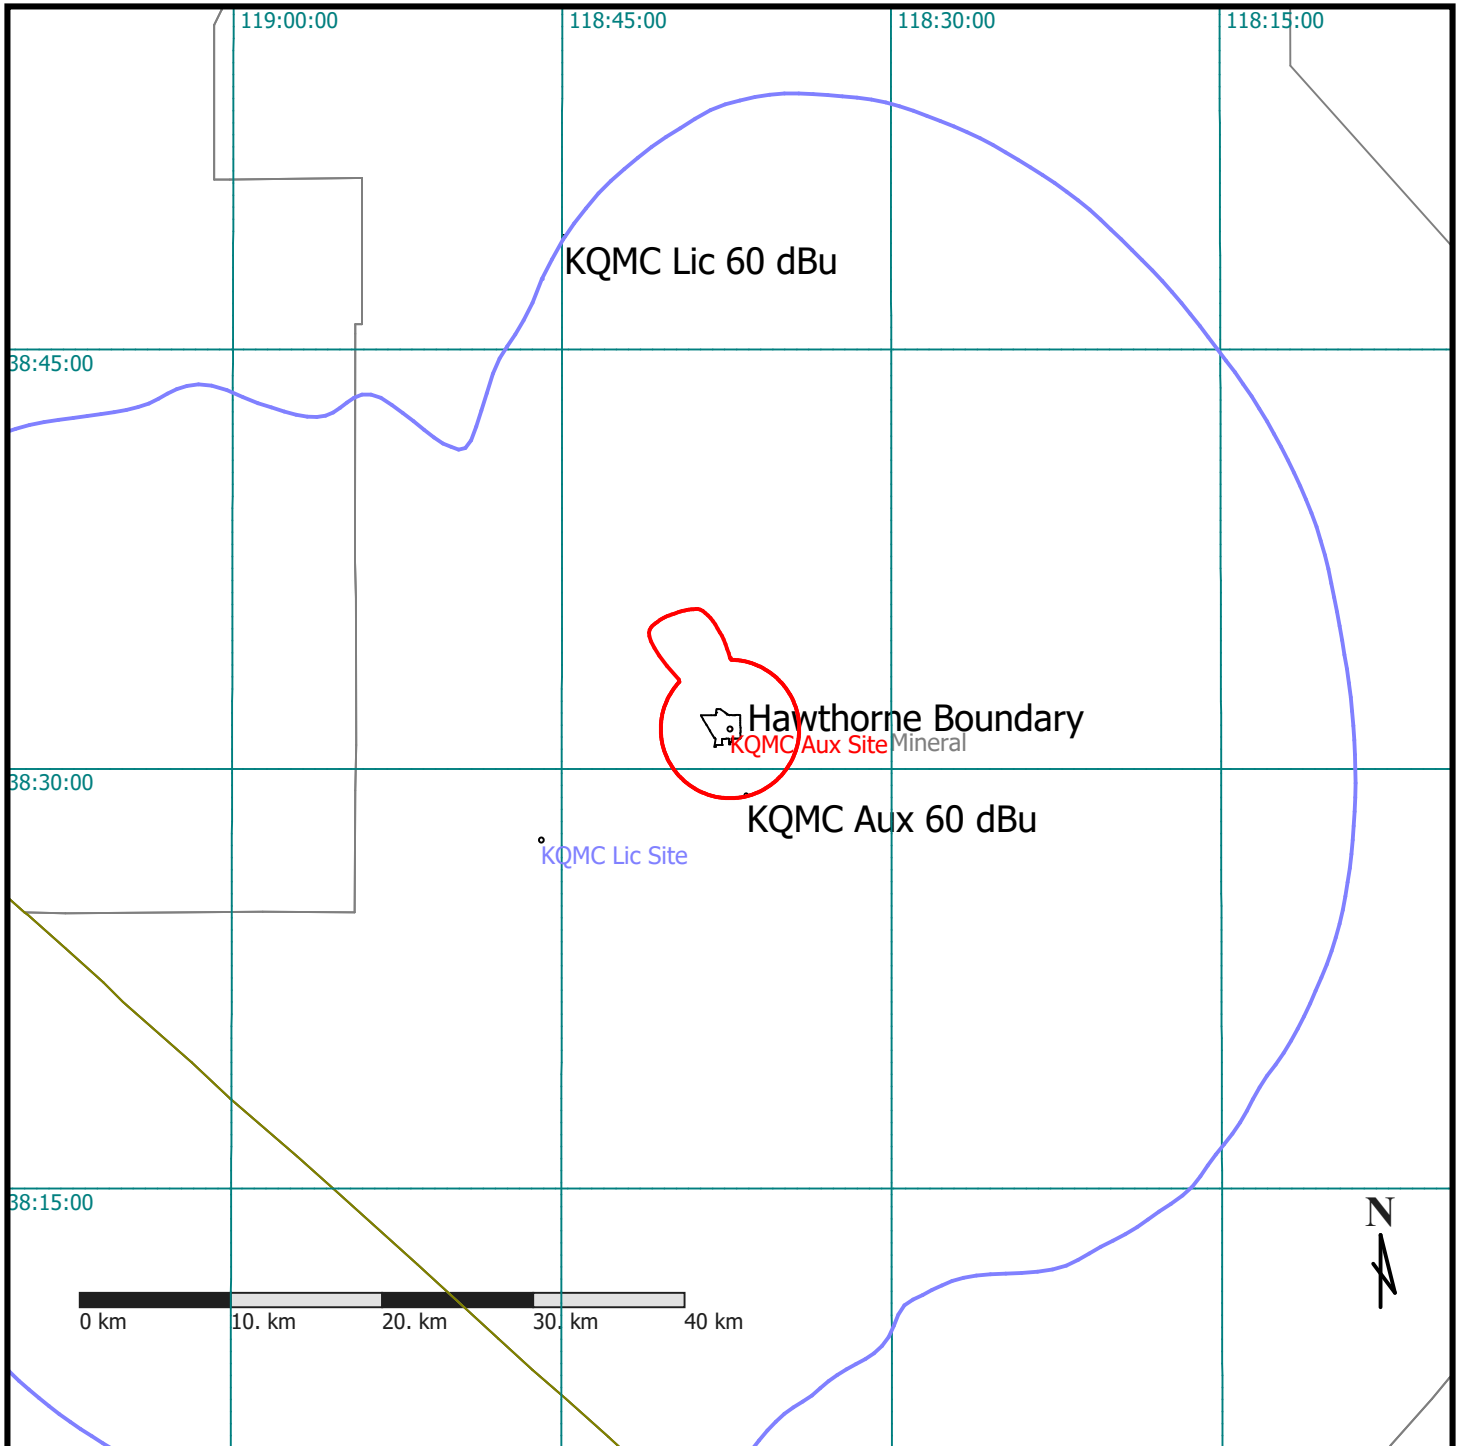 119:00:00
118:45:00
118:30:00
118:15:00
KQMC Lic 60 dBu
38:45:00
Hawthorne Boundary
KQMC Aux Site
Mineral
38:30:00
KQMC Aux 60 dBu
KQMC Lic Site
38:15:00
N
0 km
10. km
20. km
30. km
40 km